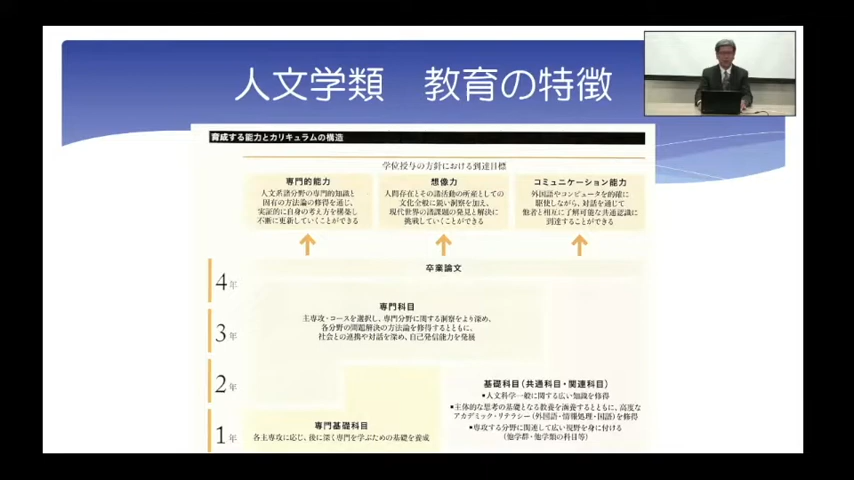 人文学類 教育の特徴
育成する能力とカリキュラムの構造
学位授与の方針における到達目標
専門的能力
人文系諸分野の専門的知識と
固有の方法論の修得を通じ、
実証的に自身の考え方を構築し
不断に更新していくことができる
想像力
人間存在とその諸活動の所産としての
文化全般に鋭い洞察を加え、
現代世界の諸課題の発見と解決に
挑戦していくことができる
コミュニケーション能力
外国語やコンピュータを的確に
駆使しながら、対話を通じて
他者と相互に了解可能な共通認識に
到達することができる
卒業論文
4年
専門科目
主専攻・コースを選択し、専門分野に関する洞察をより深め、
各分野の問題解決の方法論を修得するとともに、
社会との連携や対話を深め、自己発信能力を発展
3年
2年
基礎科目(共通科目・関連科目)
•人文科学一般に関する広い知識を修得
•主体的な思考の基礎となる教養を涵養するとともに、高度な
アカデミック・リテラシー(外国語・情報処理・国語)を修得
•専攻する分野に関連して広い視野を身に付ける
(他学群・他学類の科目等)
1年
専門基礎科目
各主専攻に応じ、後に深く専門を学ぶための基礎を養成